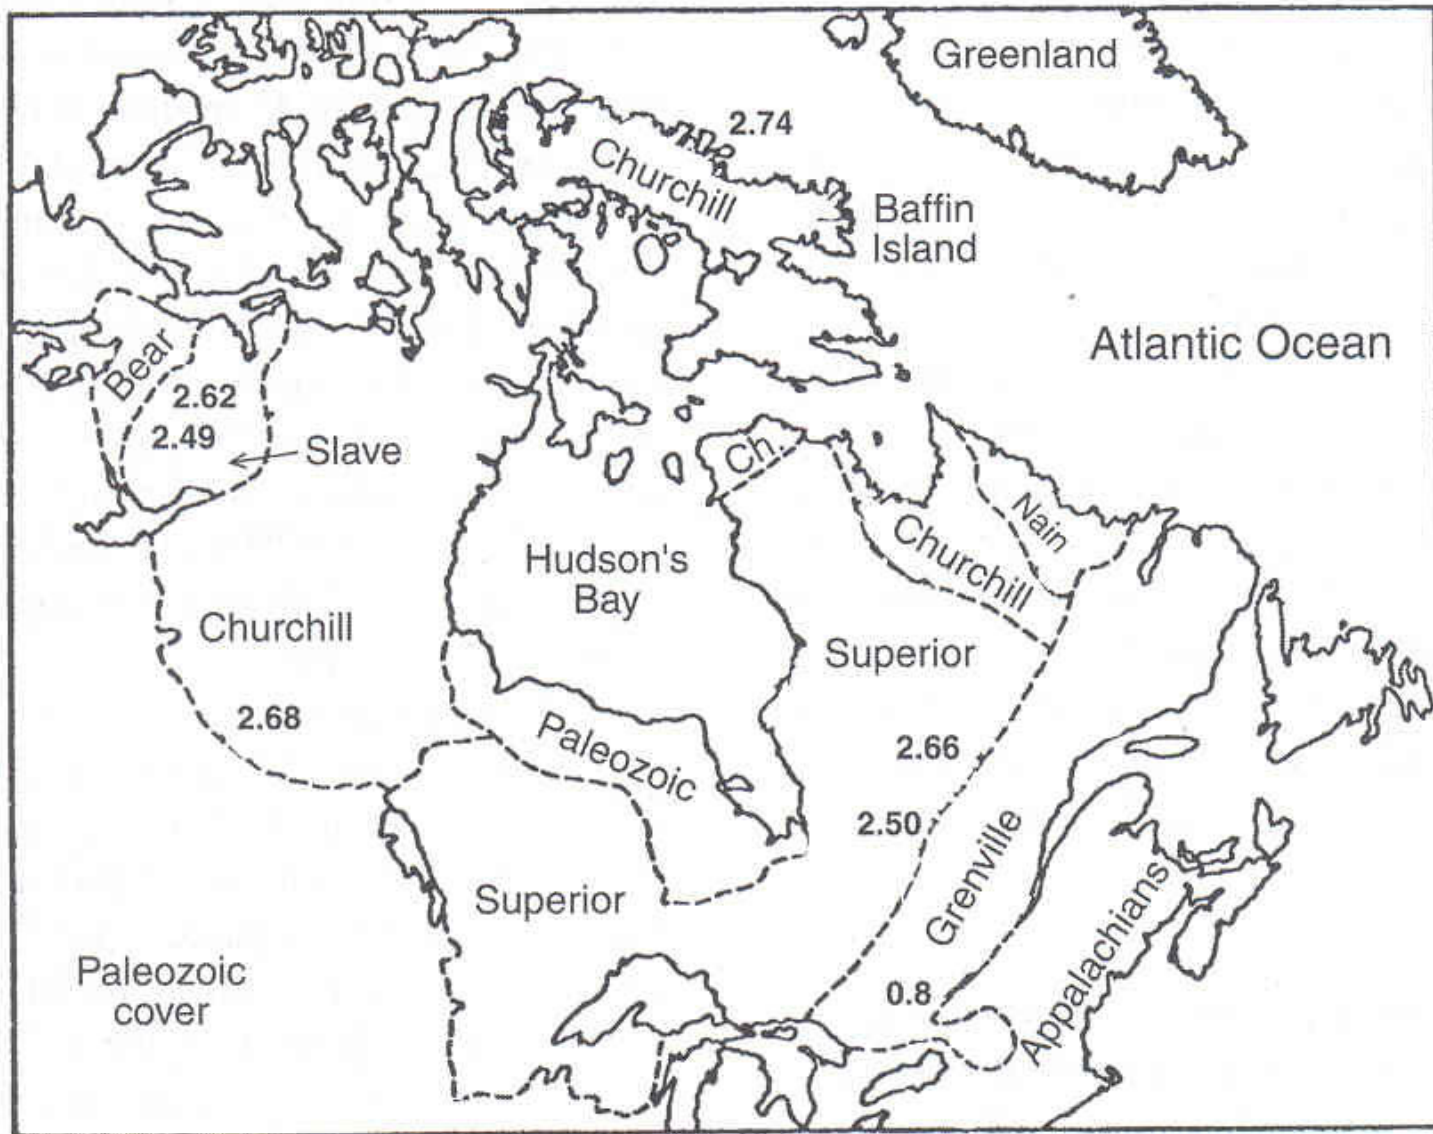 Greenland
2.74
Churchill
Baffin
Island
Atlantic Ocean
Bear
2.62
2.49
Slave
Ch.
Nain
Churchill
Hudson's
Bay
Churchill
Superior
2.68
Paleozoic
2.66
2.50
Grenville
Superior
Appalachians
Paleozoic
cover
0.8